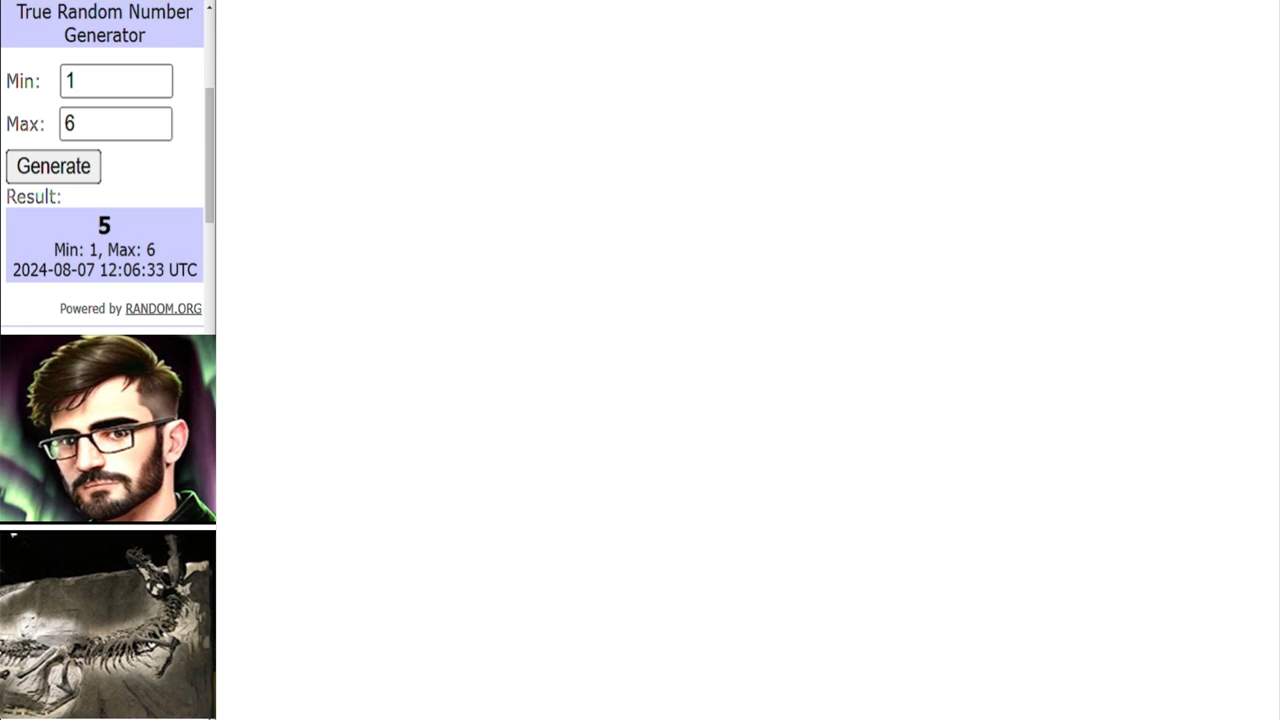 True Random Number
Generator
Min: 1
Max: 6
Generate
Result:
5
Min: 1, Max: 6
2024-08-07 12:06:33 UTC
Powered by RANDOM.ORG